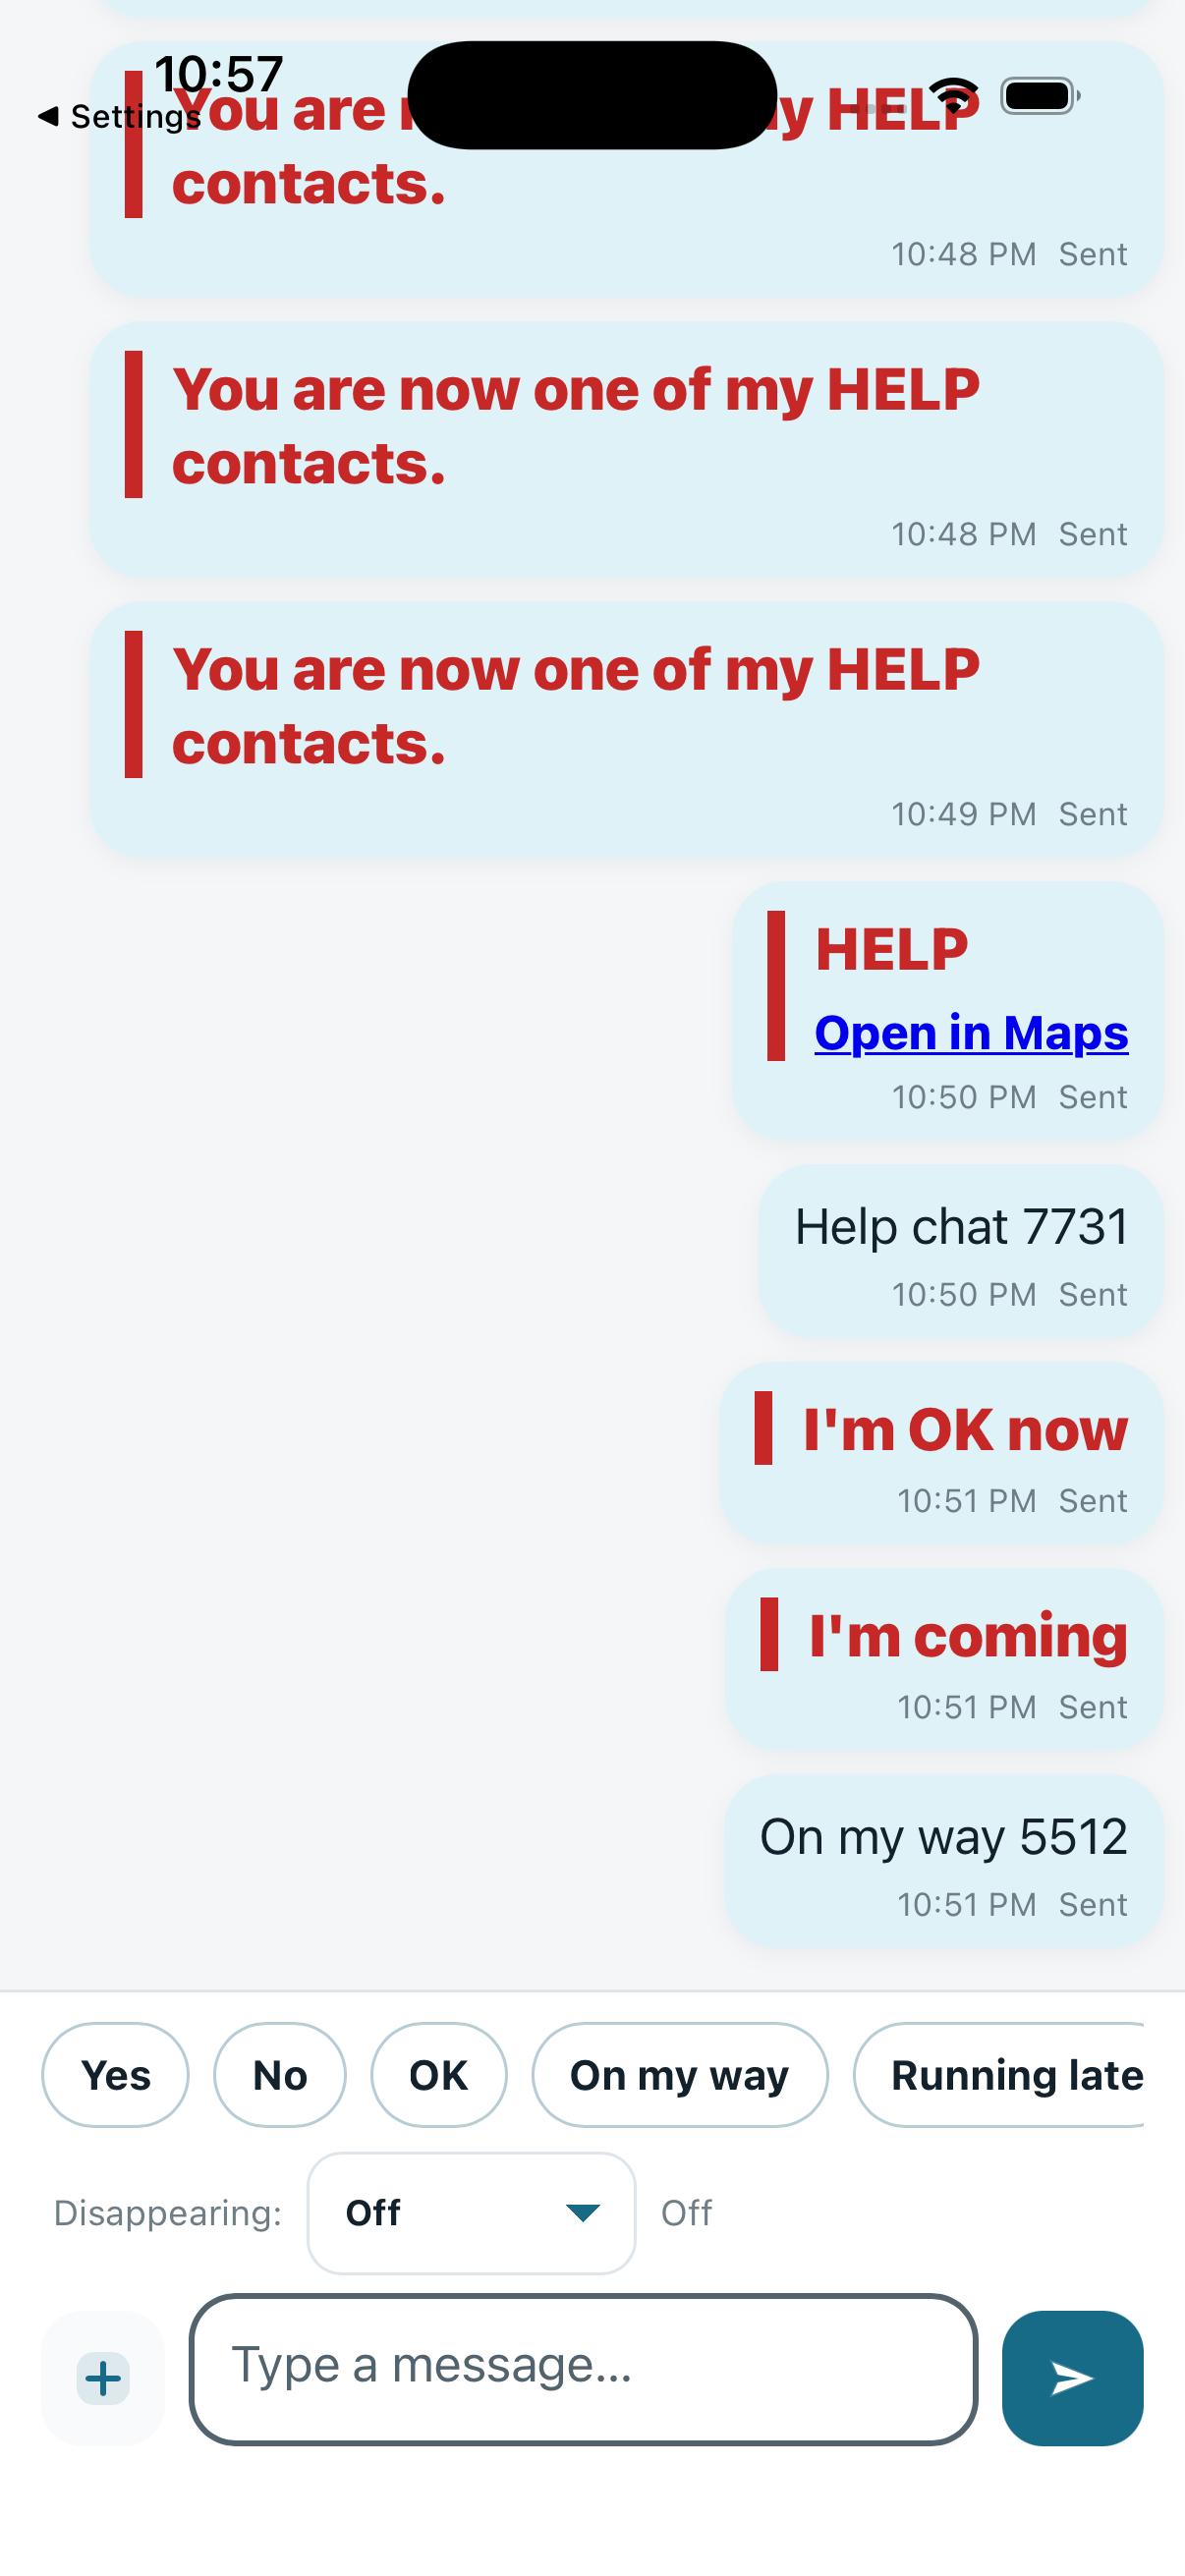 10:57
Settings
You are my HELP
contacts.
10:48 PM Sent
You are now one of my HELP
contacts.
10:48 PM Sent
You are now one of my HELP
contacts.
10:49 PM Sent
HELP
Open in Maps
10:50 PM Sent
Help chat 7731
10:50 PM Sent
I'm OK now
10:51 PM Sent
I'm coming
10:51 PM Sent
On my way 5512
10:51 PM Sent
Yes No OK On my way Running late
Disappearing: Off Off
Type a message...